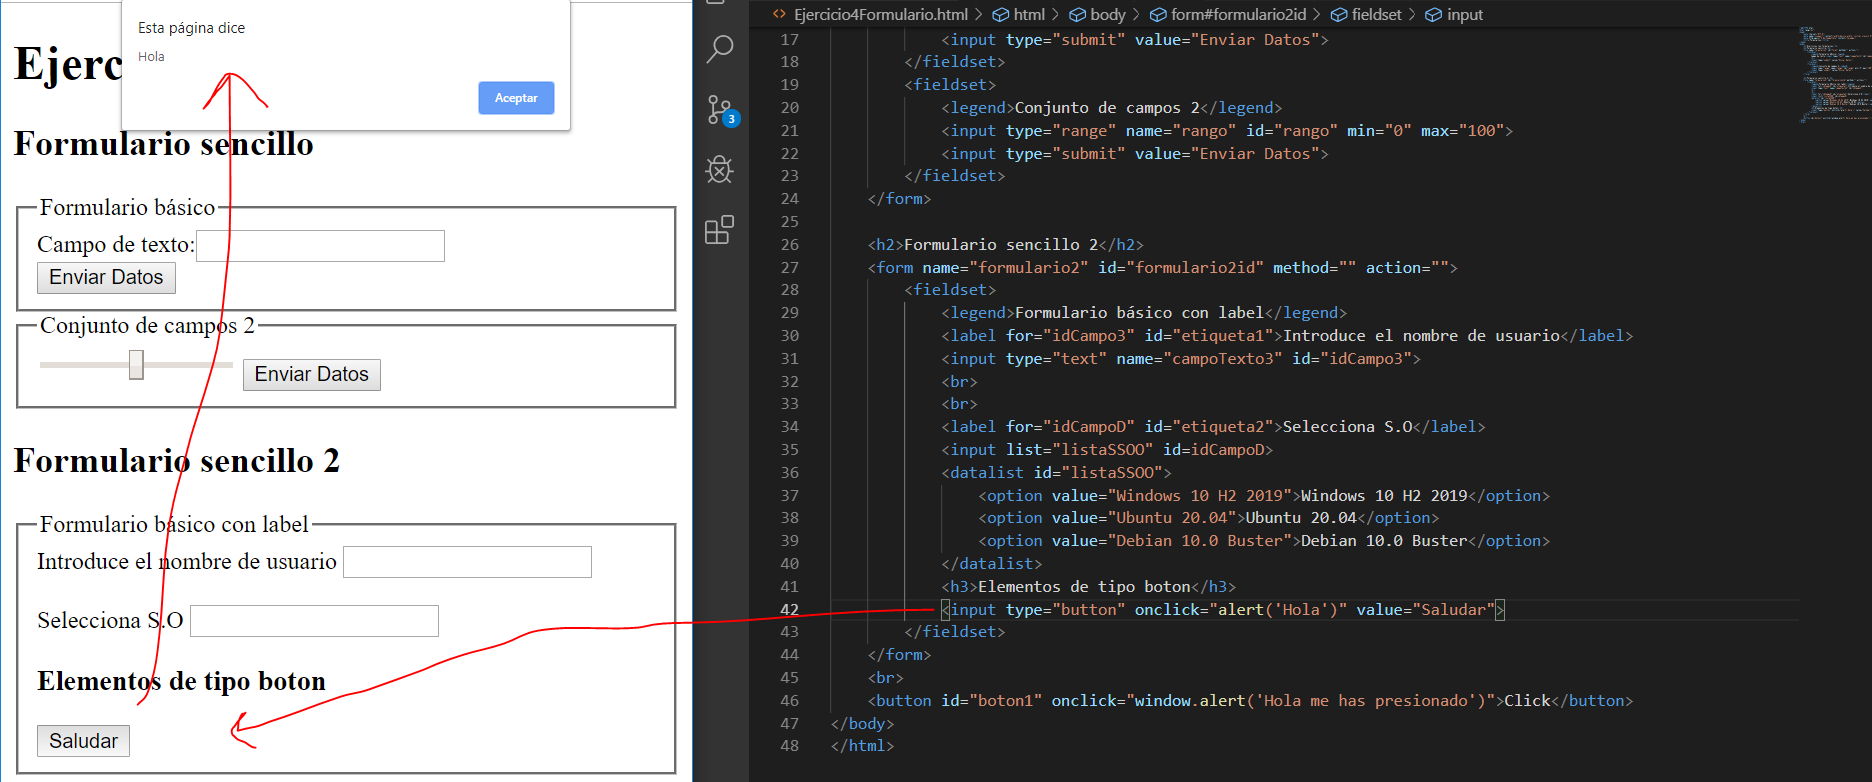 Esta página dice
Hola
Aceptar
Ejerc
Formulario sencillo
Formulario básico
Campo de texto:
Enviar Datos
Conjunto de campos 2
Enviar Datos
Formulario sencillo 2
Formulario básico con label
Introduce el nombre de usuario
Selecciona S.O
Elementos de tipo boton
Saludar
3
<> Ejercicio4Formulario.html > html > body > form#formulario2id > fieldset > input
17 <input type="submit" value="Enviar Datos">
18 </fieldset>
19 <fieldset>
20 <legend>Conjunto de campos 2</legend>
21 <input type="range" name="rango" id="rango" min="0" max="100">
22 <input type="submit" value="Enviar Datos">
23 </fieldset>
24 </form>
25
26 <h2>Formulario sencillo 2</h2>
27 <form name="formulario2" id="formulario2id" method="" action="">
28 <fieldset>
29 <legend>Formulario básico con label</legend>
30 <label for="idCampo3" id="etiqueta1">Introduce el nombre de usuario</label>
31 <input type="text" name="campoTexto3" id="idCampo3">
32 <br>
33 <br>
34 <label for="idCampoD" id="etiqueta2">Selecciona S.O</label>
35 <input list="listaSSOO" id=idCampoD>
36 <datalist id="listaSSOO">
37 <option value="Windows 10 H2 2019">Windows 10 H2 2019</option>
38 <option value="Ubuntu 20.04">Ubuntu 20.04</option>
39 <option value="Debian 10.0 Buster">Debian 10.0 Buster</option>
40 </datalist>
41 <h3>Elementos de tipo boton</h3>
42 <input type="button" onclick="alert('Hola')" value="Saludar">
43 </fieldset>
44 </form>
45 <br>
46 <button id="boton1" onclick="window.alert('Hola me has presionado')">Click</button>
47 </body>
48 </html>